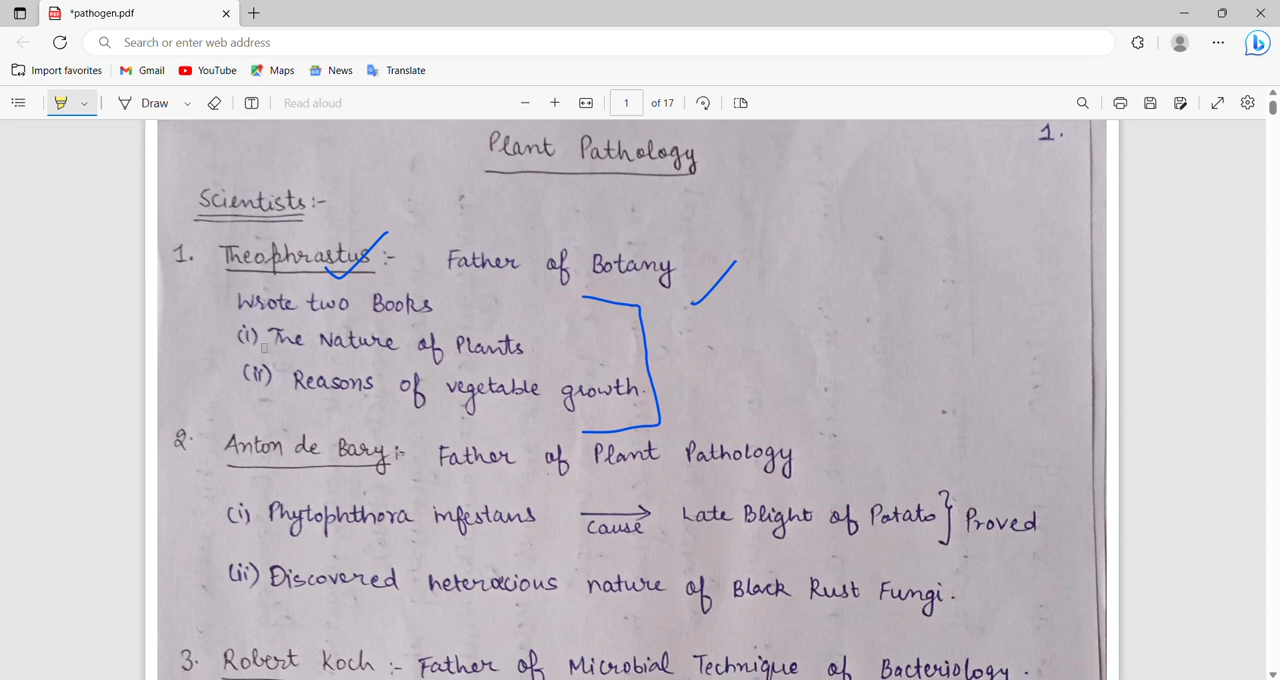 *pathogen.pdf
Search or enter web address
Import favorites Gmail YouTube Maps News Translate
Draw Read aloud 1 of 17
1.
Plant Pathology
Scientists :-
1. Theophrastus :- Father of Botany
Wrote two Books
(i) The Nature of Plants
(ii) Reasons of vegetable growth.
2. Anton de Bary :- Father of Plant Pathology
(i) Phytophthora infestans cause Late Blight of Potato } Proved
(ii) Discovered heteracious nature of Black Rust Fungi.
3. Robert Koch :- Father of Microbial Technique of Bacteriology.